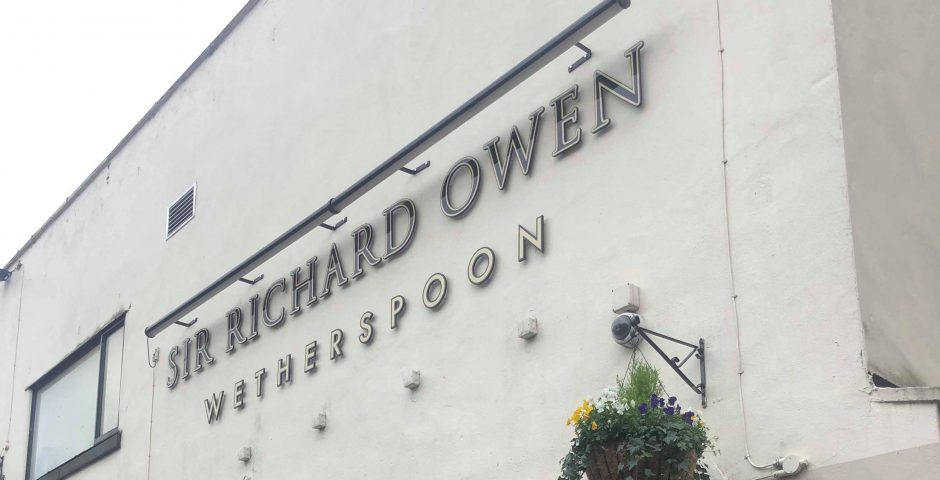 SIR RICHARD OWEN
WETHERSPOON